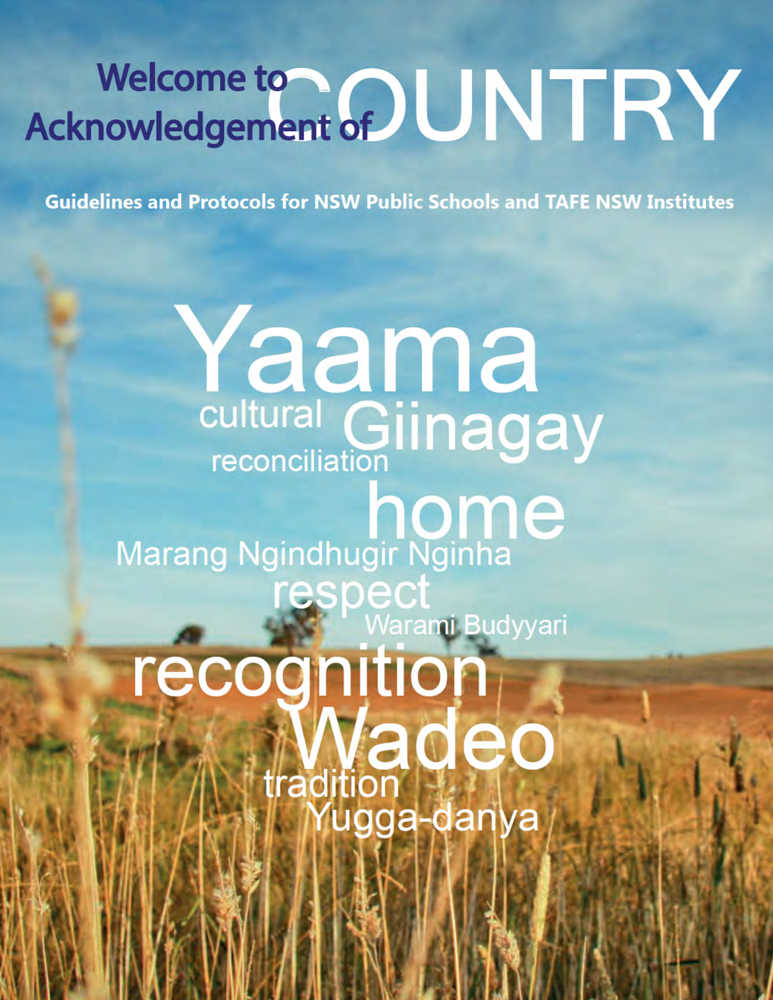 Welcome to
Acknowledgement of
COUNTRY
Guidelines and Protocols for NSW Public Schools and TAFE NSW Institutes
Yaama
cultural Giinagay
reconciliation
home
Marang Ngindhugir Nginha
respect
Warami Budyyari
recognition
Wadeo
tradition
Yugga-danya